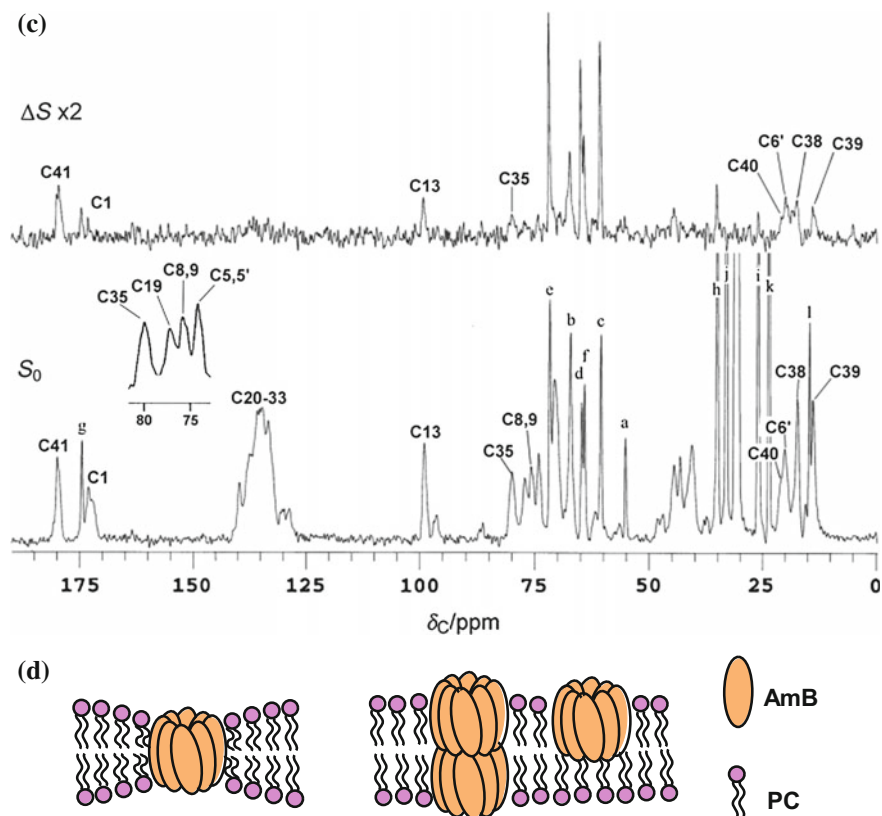 (c)
ΔS x2
C41
C1
C13
C35
C40
C6'
C38
C39
S0
C35
C19
C8,9
C5,5'
80
75
C41
g
C1
C20-33
C13
C35
C8,9
e
b
d
f
c
a
h
j
i
k
l
C40
C6'
C38
C39
175
150
125
100
75
50
25
0
δC/ppm
(d)
AmB
PC